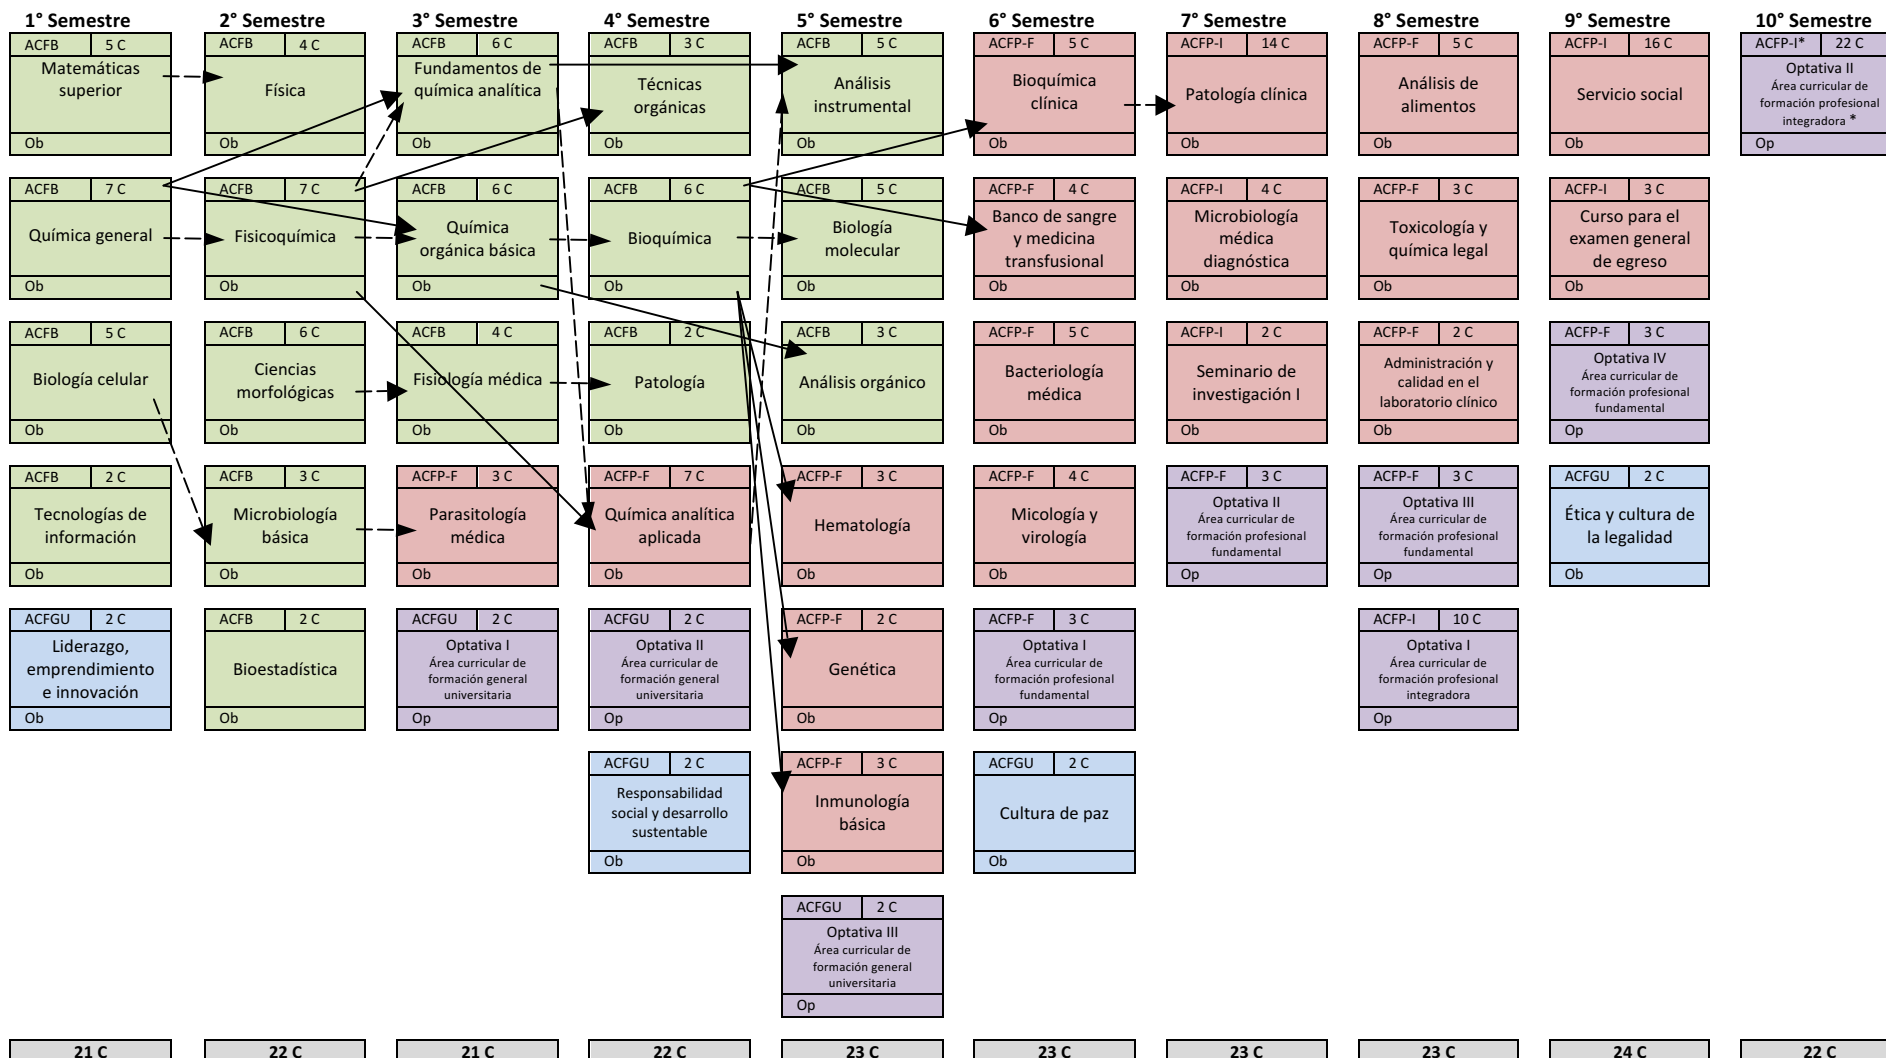 1° Semestre
ACFB 5 C
Matemáticas
superior
Ob
ACFB 7 C
Química general
Ob
ACFB 5 C
Biología celular
Ob
ACFB 2 C
Tecnologías de
información
Ob
ACFGU 2 C
Liderazgo,
emprendimiento
e innovación
Ob
21 C
2° Semestre
ACFB 4 C
Física
Ob
ACFB 7 C
Fisicoquímica
Ob
ACFB 6 C
Ciencias
morfológicas
Ob
ACFB 3 C
Microbiología
básica
Ob
ACFB 2 C
Bioestadística
Ob
22 C
3° Semestre
ACFB 6 C
Fundamentos de
química analítica
Ob
ACFB 6 C
Química
orgánica básica
Ob
ACFB 4 C
Fisiología médica
Ob
ACFP-F 3 C
Parasitología
médica
Ob
ACFGU 2 C
Optativa I
Área curricular de
formación general
universitaria
Op
21 C
4° Semestre
ACFB 3 C
Técnicas
orgánicas
Ob
ACFB 6 C
Bioquímica
Ob
ACFB 2 C
Patología
Ob
ACFP-F 7 C
Química analítica
aplicada
Ob
ACFGU 2 C
Optativa II
Área curricular de
formación general
universitaria
Op
ACFGU 2 C
Responsabilidad
social y desarrollo
sustentable
Ob
22 C
5° Semestre
ACFB 5 C
Análisis
instrumental
Ob
ACFB 5 C
Biología
molecular
Ob
ACFB 3 C
Análisis orgánico
Ob
ACFP-F 3 C
Hematología
Ob
ACFP-F 2 C
Genética
Ob
ACFP-F 3 C
Inmunología
básica
Ob
ACFGU 2 C
Optativa III
Área curricular de
formación general
universitaria
Op
23 C
6° Semestre
ACFP-F 5 C
Bioquímica
clínica
Ob
ACFP-F 4 C
Banco de sangre
y medicina
transfusional
Ob
ACFP-F 5 C
Bacteriología
médica
Ob
ACFP-F 4 C
Micología y
virología
Ob
ACFP-F 3 C
Optativa I
Área curricular de
formación profesional
fundamental
Op
ACFGU 2 C
Cultura de paz
Ob
23 C
7° Semestre
ACFP-I 14 C
Patología clínica
Ob
ACFP-I 4 C
Microbiología
médica
diagnóstica
Ob
ACFP-I 2 C
Seminario de
investigación I
Ob
ACFP-F 3 C
Optativa II
Área curricular de
formación profesional
fundamental
Op
23 C
8° Semestre
ACFP-F 5 C
Análisis de
alimentos
Ob
ACFP-F 3 C
Toxicología y
química legal
Ob
ACFP-F 2 C
Administración y
calidad en el
laboratorio clínico
Ob
ACFP-F 3 C
Optativa III
Área curricular de
formación profesional
fundamental
Op
ACFP-I 10 C
Optativa I
Área curricular de
formación profesional
integradora
Op
23 C
9° Semestre
ACFP-I 16 C
Servicio social
Ob
ACFP-I 3 C
Curso para el
examen general
de egreso
Ob
ACFP-F 3 C
Optativa IV
Área curricular de
formación profesional
fundamental
Op
ACFGU 2 C
Ética y cultura de
la legalidad
Ob
24 C
10° Semestre
ACFP-I* 22 C
Optativa II
Área curricular de
formación profesional
integradora *
Op
22 C